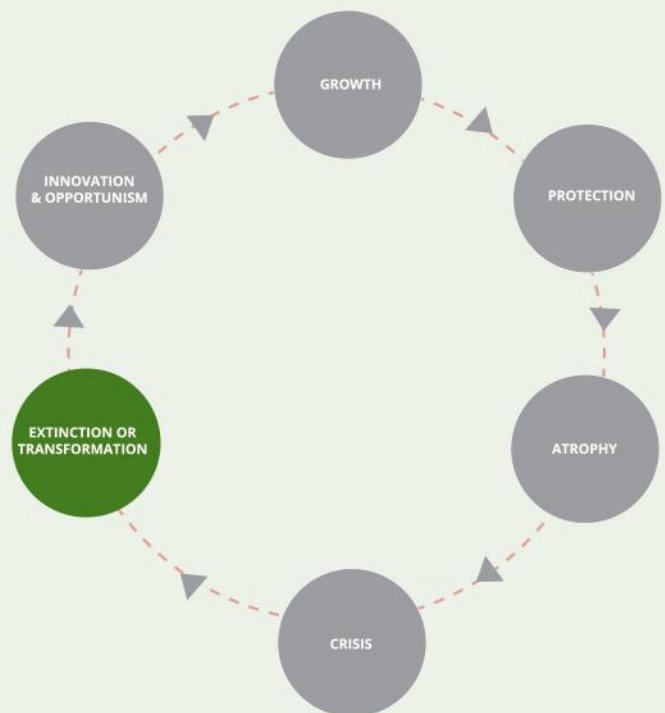 GROWTH
PROTECTION
ATROPHY
CRISIS
EXTINCTION OR
TRANSFORMATION
INNOVATION
& OPPORTUNISM